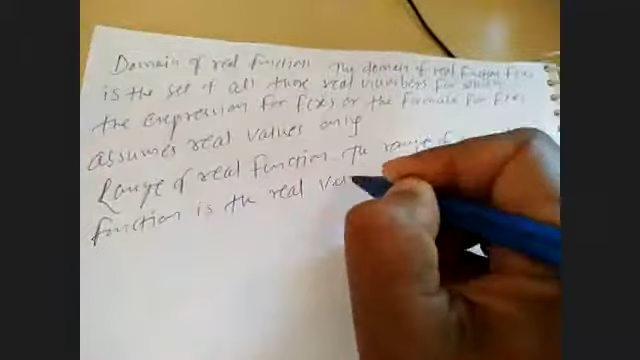 Domain of real function The domain of real function f(x)
is the set of all those real numbers for which
the expression for f(x) or the formula for f(x)
assumes real values only
Range of real function The range of
function is the real val